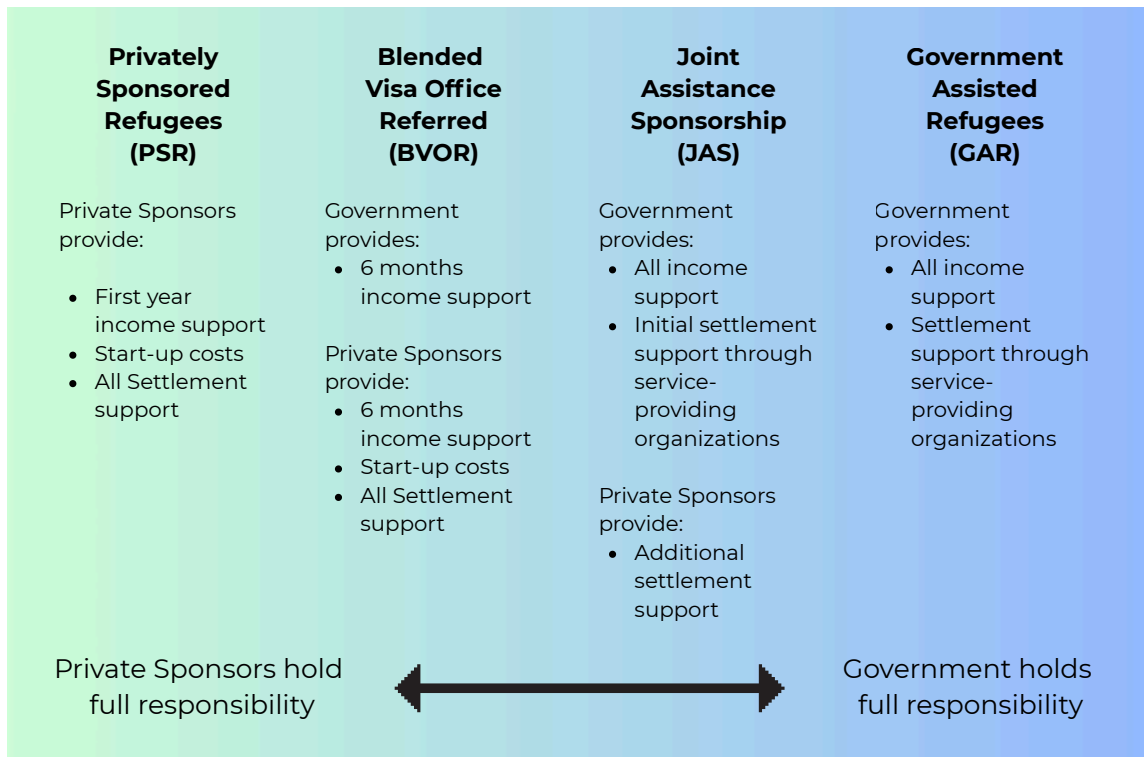 Privately
Sponsored
Refugees
(PSR)
Private Sponsors
provide:
• First year
income support
• Start-up costs
• All Settlement
support
Blended
Visa Office
Referred
(BVOR)
Government
provides:
• 6 months
income support
Private Sponsors
provide:
• 6 months
income support
• Start-up costs
• All Settlement
support
Joint
Assistance
Sponsorship
(JAS)
Government
provides:
• All income
support
• Initial settlement
support through
service-
providing
organizations
Private Sponsors
provide:
• Additional
settlement
support
Government
Assisted
Refugees
(GAR)
Government
provides:
• All income
support
• Settlement
support through
service-
providing
organizations
Private Sponsors hold
full responsibility
Government holds
full responsibility